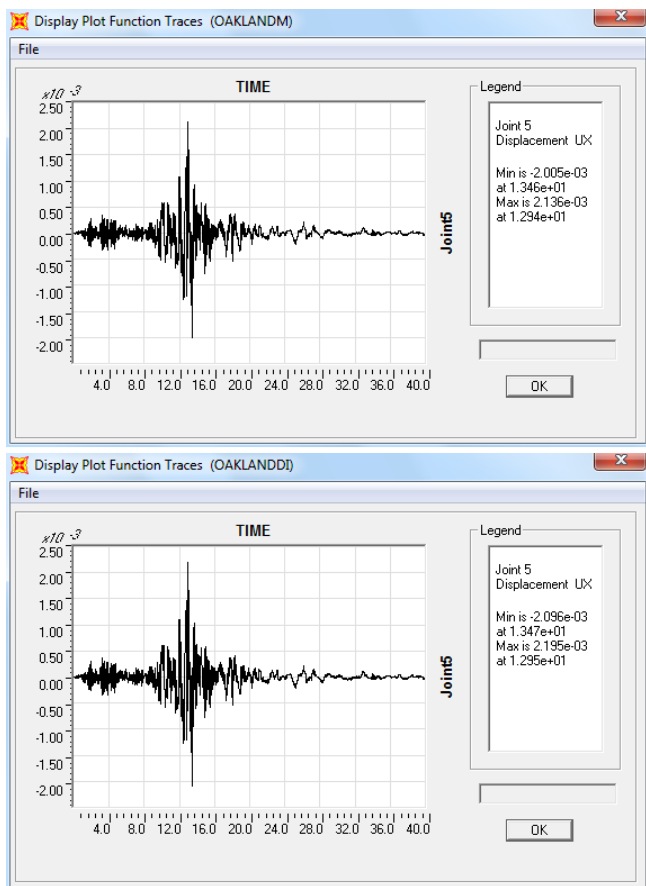 Display Plot Function Traces (OAKLANDM)
File
TIME
x10 -3
2.50
2.00
1.50
1.00
0.50
0.00
-0.50
-1.00
-1.50
-2.00
4.0 8.0 12.0 16.0 20.0 24.0 28.0 32.0 36.0 40.0
Joint5
Legend
Joint 5
Displacement UX
Min is -2.005e-03
at 1.346e+01
Max is 2.136e-03
at 1.294e+01
OK
Display Plot Function Traces (OAKLANDDI)
File
TIME
x10 -3
2.50
2.00
1.50
1.00
0.50
0.00
-0.50
-1.00
-1.50
-2.00
4.0 8.0 12.0 16.0 20.0 24.0 28.0 32.0 36.0 40.0
Joint5
Legend
Joint 5
Displacement UX
Min is -2.096e-03
at 1.347e+01
Max is 2.195e-03
at 1.295e+01
OK